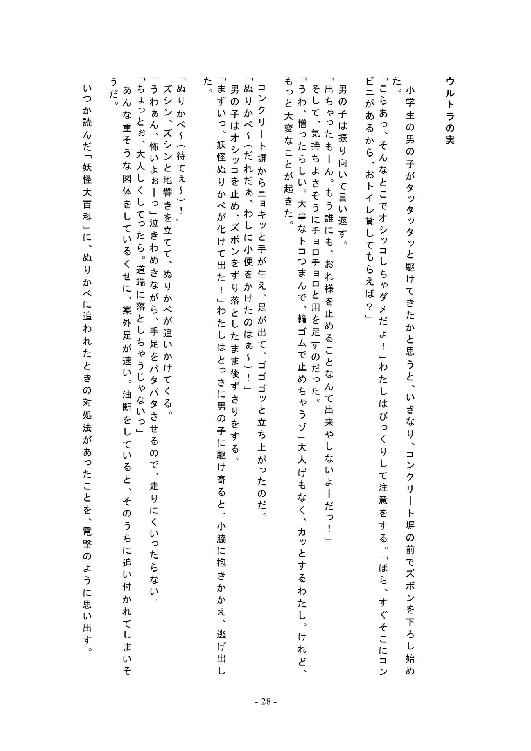 ウルトラの実
小学生の男の子がタッタッタッと駆けてきたかと思うと、いきなり、コンクリート塀の前でズボンを下ろし始め
た。
「こらあっ、そんなとこでオシッコしちゃダメだよ！」わたしはびっくりして注意をする。「ほら、すぐそこにコン
ビニがあるから、おトイレ貸してもらえば？」
男の子は振り向いて言い返す。
「出ちゃったもーん。もう誰にも、おれ様を止めることなんて出来やしないよーだっ！」
そして、気持ちよさそうにチョロチョロと用を足すのだった。
「うわ、憎ったらしい。大事なトコつまんで、輪ゴムで止めちゃうゾ」大人げもなく、カッとするわたし。けれど、
もっと大変なことが起きた。
コンクリート塀からニョキッと手が生え、足が出て、ゴゴゴッと立ち上がったのだ。
「ぬりかべ〜（だれだぁ、わしに小便をかけたのはぁ〜）！」
男の子はオシッコを止め、ズボンをずり落としたまま後ずさりをする。
「まずいっ、妖怪ぬりかべが化けて出た！」わたしはとっさに男の子に駆け寄ると、小脇に抱きかかえ、逃げ出し
た。
「ぬりかべ〜（待てぇ〜）！」
ズシン、ズシンと地響きを立てて、ぬりかべが追いかけてくる。
「うわぁん、怖いよぉーっ」泣きわめきながら、手足をバタバタさせるので、走りにくいったらない。
「ちょっとぉ、大人しくしてったら。道端に落としちゃうじゃないっ」
あんな重そうな図体をしているくせに、案外足が速い。油断をしていると、そのうちに追い付かれてしまいそ
うだ。
いつか読んだ「妖怪大百科」に、ぬりかべに追われたときの対処法があったことを、電撃のように思い出す。
- 28 -